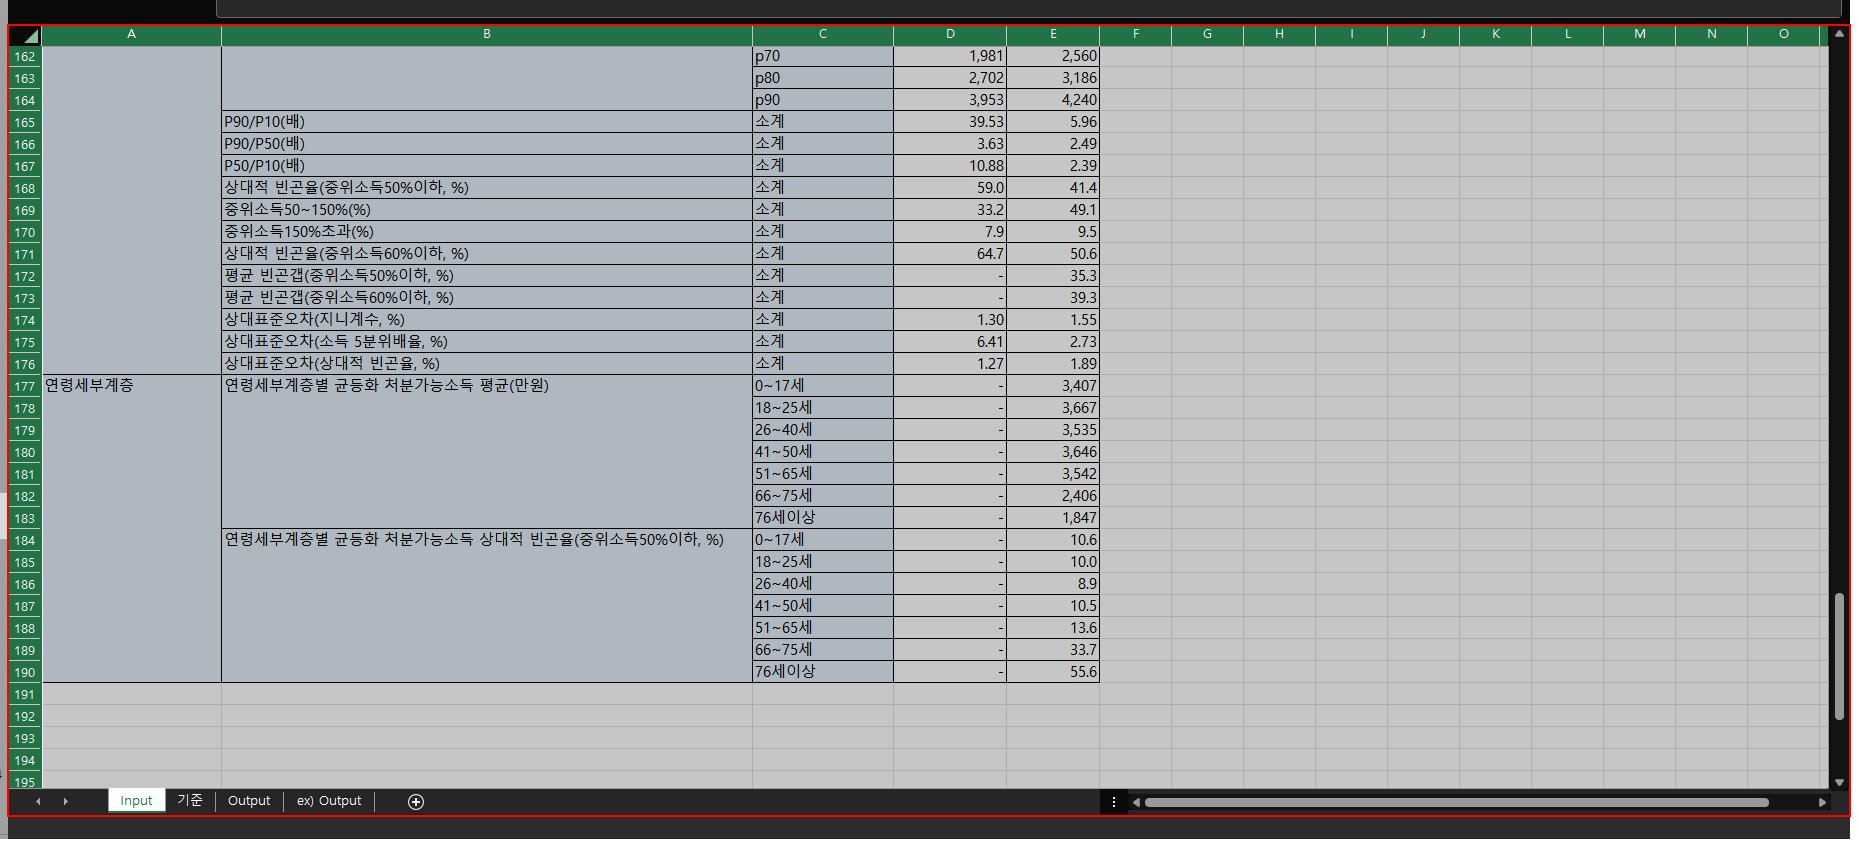 A B C D E F G H I J K L M N O
162 p70 1,981 2,560
163 p80 2,702 3,186
164 p90 3,953 4,240
165 P90/P10(배) 소계 39.53 5.96
166 P90/P50(배) 소계 3.63 2.49
167 P50/P10(배) 소계 10.88 2.39
168 상대적 빈곤율(중위소득50%이하, %) 소계 59.0 41.4
169 중위소득50~150%(%) 소계 33.2 49.1
170 중위소득150%초과(%) 소계 7.9 9.5
171 상대적 빈곤율(중위소득60%이하, %) 소계 64.7 50.6
172 평균 빈곤갭(중위소득50%이하, %) 소계 - 35.3
173 평균 빈곤갭(중위소득60%이하, %) 소계 - 39.3
174 상대표준오차(지니계수, %) 소계 1.30 1.55
175 상대표준오차(소득 5분위배율, %) 소계 6.41 2.73
176 상대표준오차(상대적 빈곤율, %) 소계 1.27 1.89
177 연령세부계층 연령세부계층별 균등화 처분가능소득 평균(만원) 0~17세 - 3,407
178 18~25세 - 3,667
179 26~40세 - 3,535
180 41~50세 - 3,646
181 51~65세 - 3,542
182 66~75세 - 2,406
183 76세이상 - 1,847
184 연령세부계층별 균등화 처분가능소득 상대적 빈곤율(중위소득50%이하, %) 0~17세 - 10.6
185 18~25세 - 10.0
186 26~40세 - 8.9
187 41~50세 - 10.5
188 51~65세 - 13.6
189 66~75세 - 33.7
190 76세이상 - 55.6
191
192
193
194
195
Input 기준 Output ex) Output